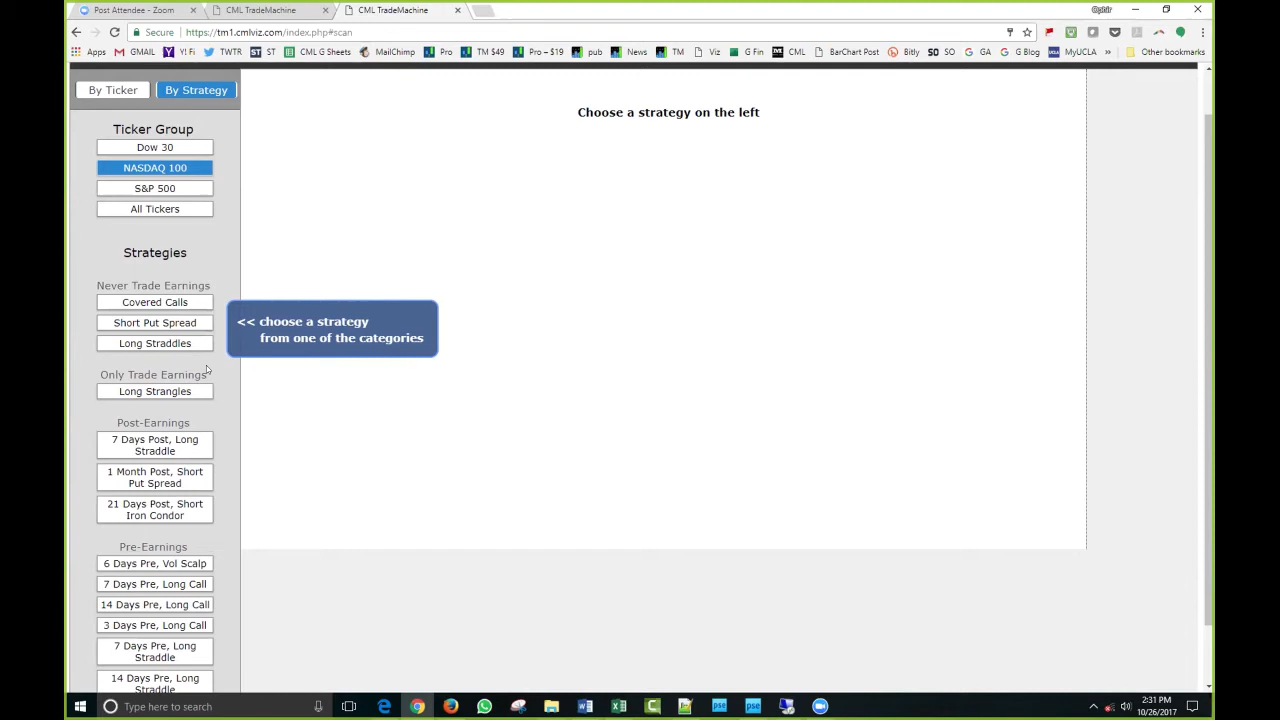 Post Attendee - Zoom
CML TradeMachine
CML TradeMachine
Ophir
Secure
https://tm1.cmlviz.com/index.php#scan
Apps GMAIL Y! Fi TWTR ST CML G Sheets MailChimp TM $49 Pro – $19 pub News TM Viz G Fin CML BarChart Post Bitly SO GA G Blog MyUCLA » Other bookmarks
By Ticker By Strategy
Choose a strategy on the left
Ticker Group
Dow 30
NASDAQ 100
S&P 500
All Tickers
Strategies
Never Trade Earnings
Covered Calls
Short Put Spread
Long Straddles
<< choose a strategy
from one of the categories
Only Trade Earnings
Long Strangles
Post-Earnings
7 Days Post, Long
Straddle
1 Month Post, Short
Put Spread
21 Days Post, Short
Iron Condor
Pre-Earnings
6 Days Pre, Vol Scalp
7 Days Pre, Long Call
14 Days Pre, Long Call
3 Days Pre, Long Call
7 Days Pre, Long
Straddle
14 Days Pre, Long
Straddle
Type here to search
2:31 PM
10/26/2017